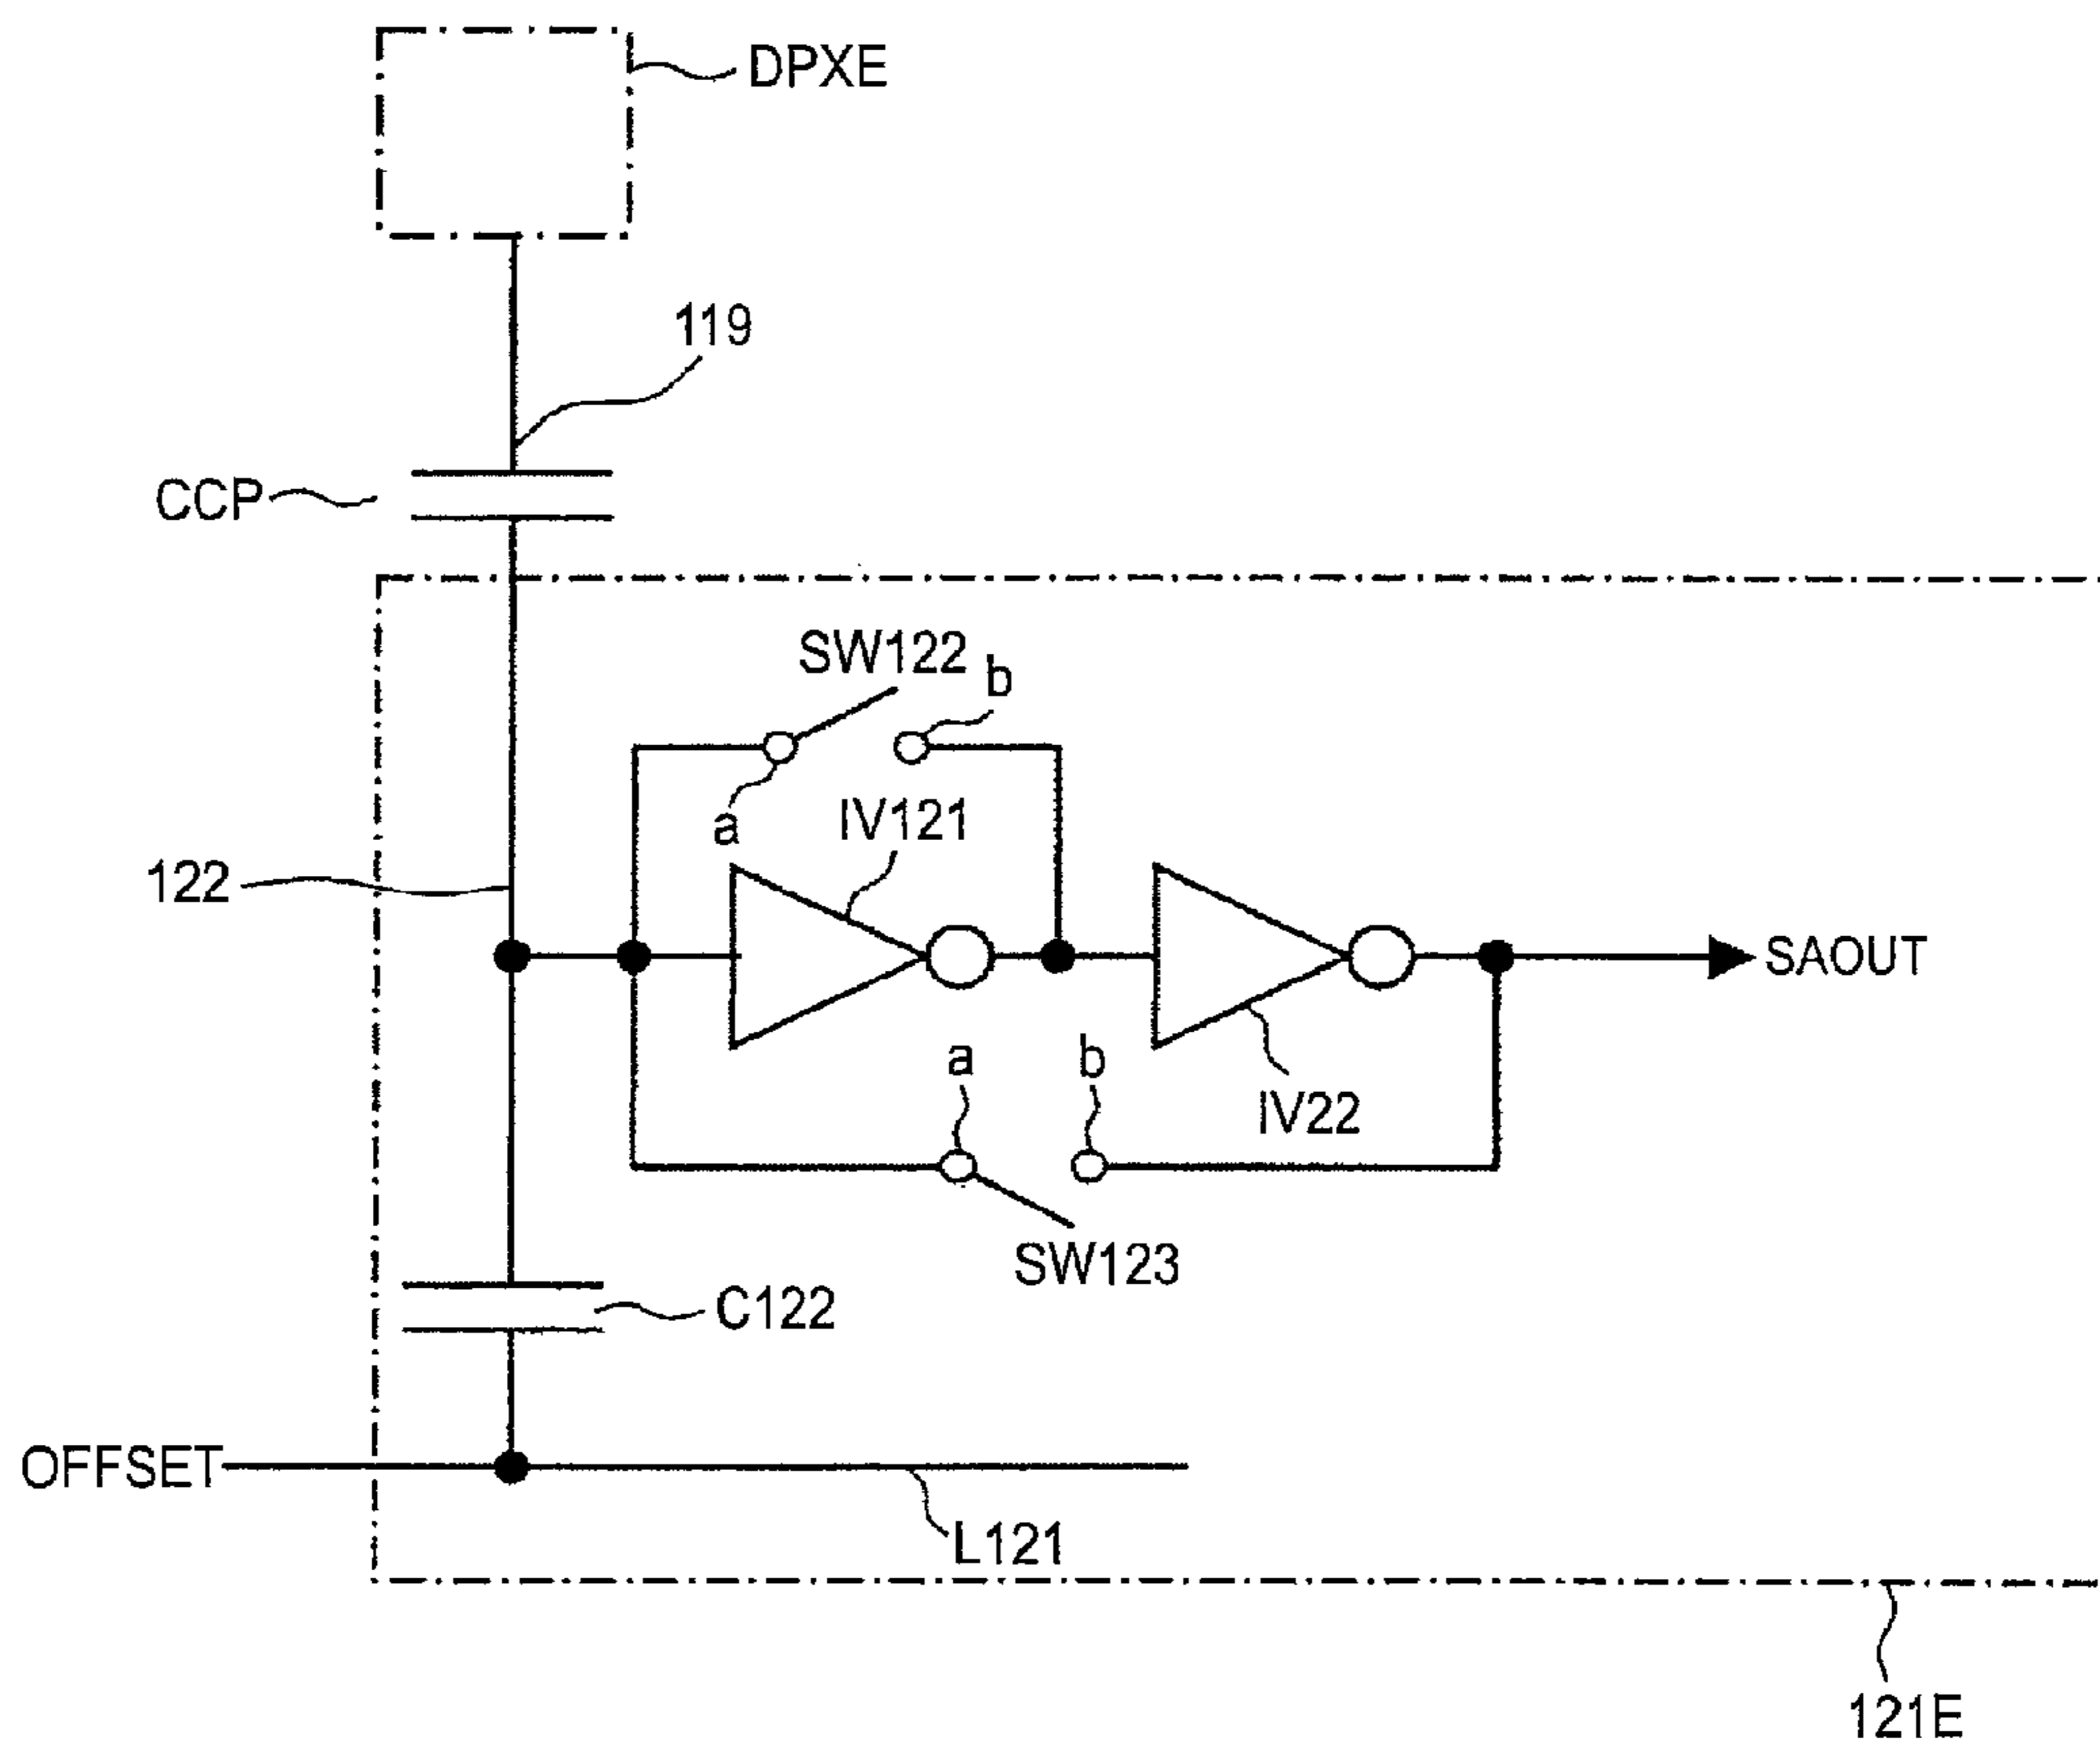 DPXE
119
CCP
SW122
b
a
IV121
122
SAOUT
a
b
IV22
SW123
C122
OFFSET
L121
121E